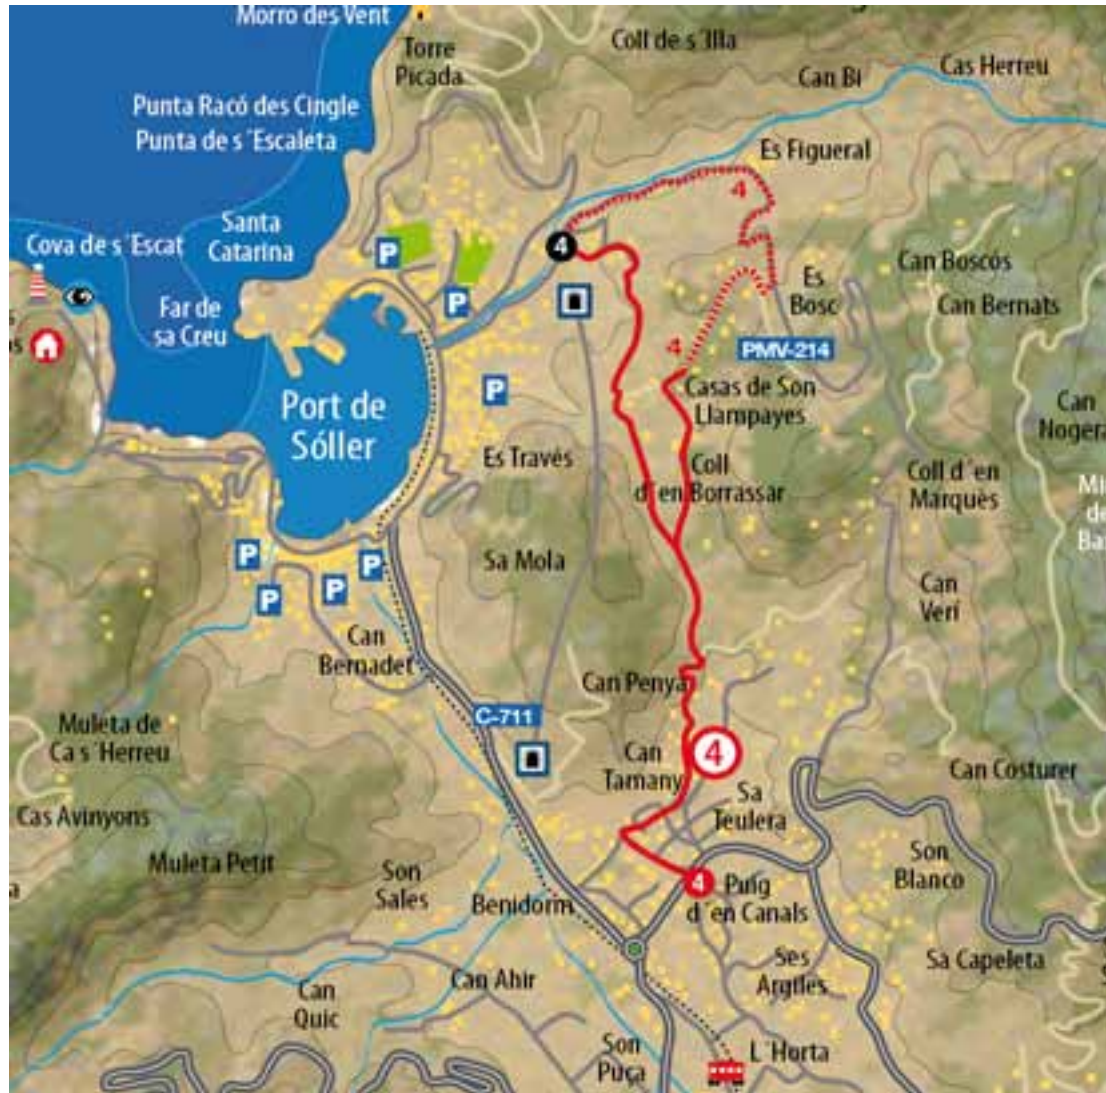 Morro des Vent
Torre
Picada
Coll de s´Illa
Can Bi
Cas Herreu
Punta Racó des Cingle
Punta de s´Escaleta
Es Figueral
4
Santa
Catarina
Cova de s´Escat
P
4
Can Boscos
Far de
sa Creu
P
Es
Bosc
Can Bernats
4
PMV-214
P
Casas de Son
Llampayes
Port de
Sóller
Can
Nogera
Es Través
Coll
d´en Borrassar
Coll d´en
Marquès
P
P
P
P
Sa Mola
Can
Verí
Can
Bernadet
Can Penya
C-711
Muleta de
Ca s´Herreu
Can
Tamany
4
Can Costurer
Sa
Teulera
Cas Avinyons
Muleta Petit
Son
Sales
Son
Blanco
Benidorm
4
Puig
d´en Canals
Ses
Argiles
Sa Capeleta
Can Ahir
Can
Quic
Son
Puça
L´Horta